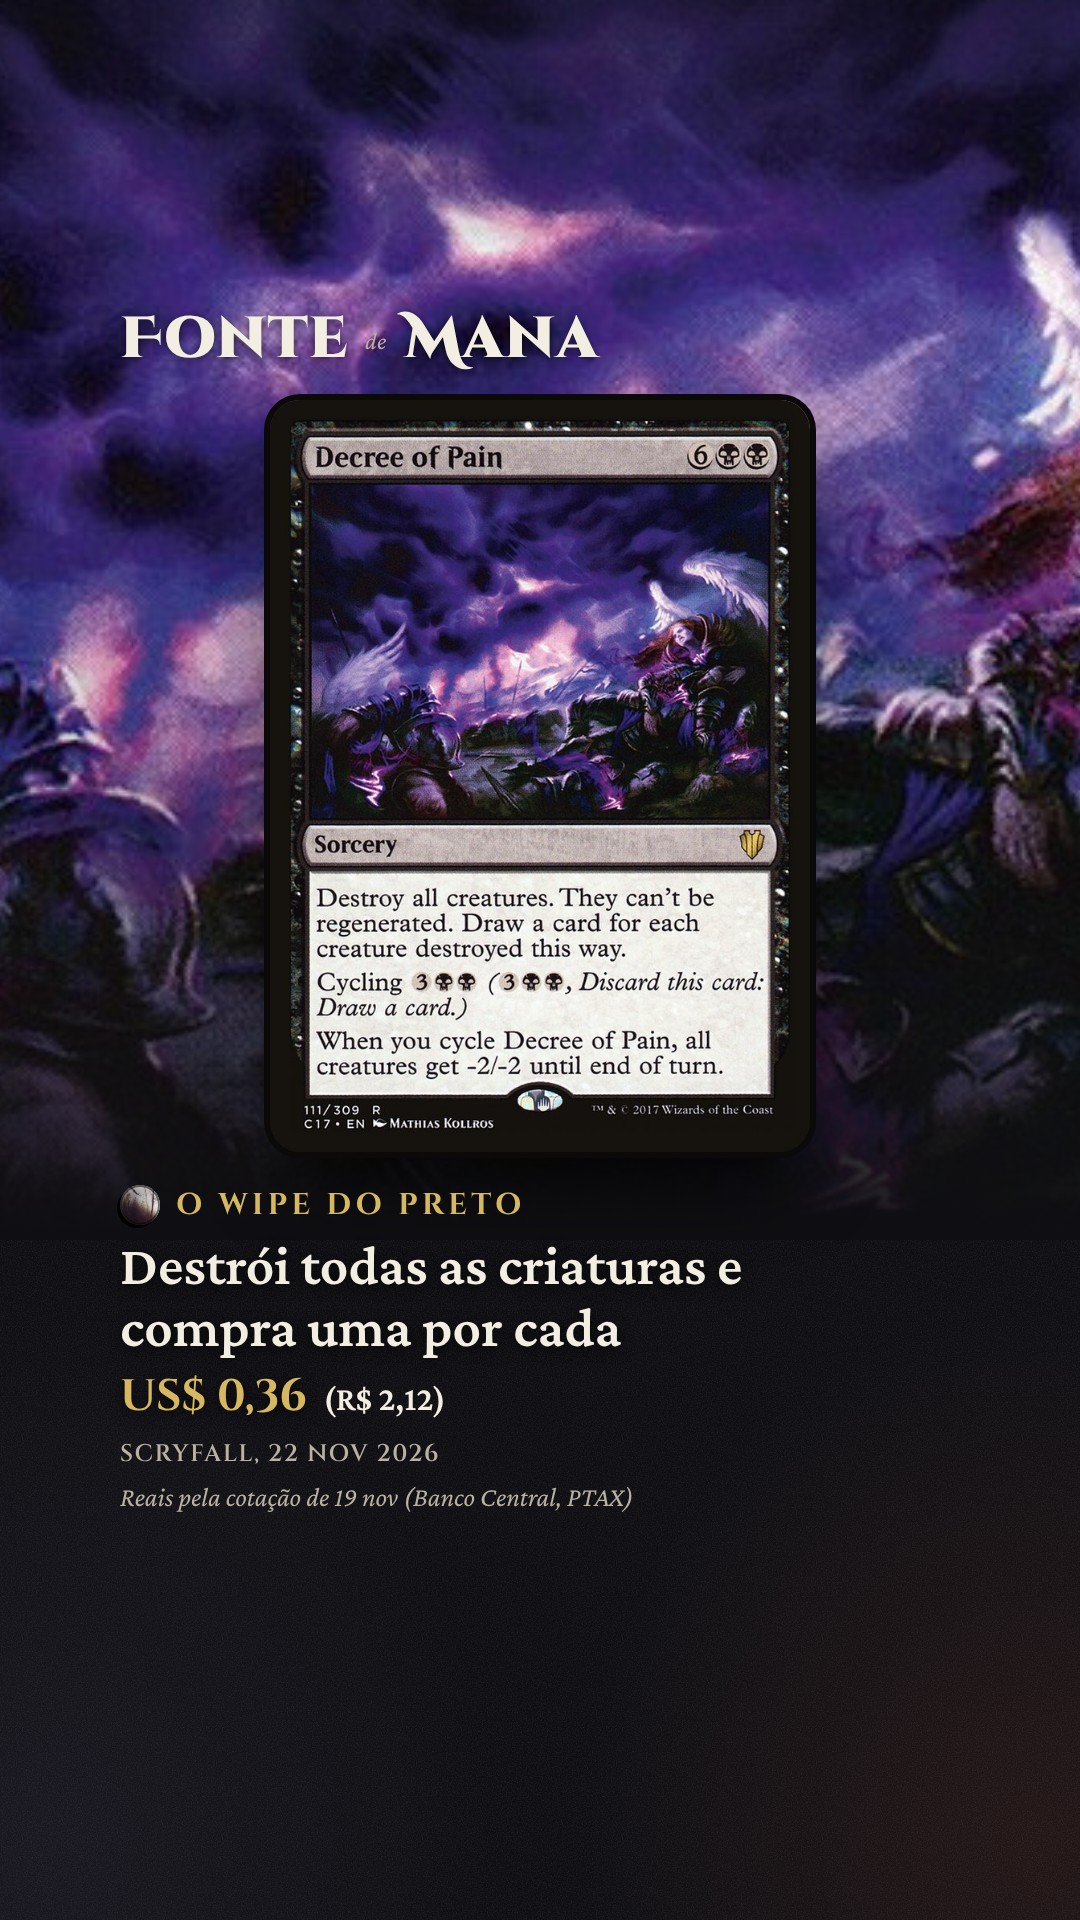 FONTE de MANA
Decree of Pain 6
Sorcery
Destroy all creatures. They can't be
regenerated. Draw a card for each
creature destroyed this way.
Cycling 3 (3, Discard this card:
Draw a card.)
When you cycle Decree of Pain, all
creatures get -2/-2 until end of turn.
111/309 R
C17 • EN Mathias Kollros
™ & © 2017 Wizards of the Coast
O WIPE DO PRETO
Destrói todas as criaturas e
compra uma por cada
US$ 0,36 (R$ 2,12)
SCRYFALL, 22 NOV 2026
Reais pela cotação de 19 nov (Banco Central, PTAX)